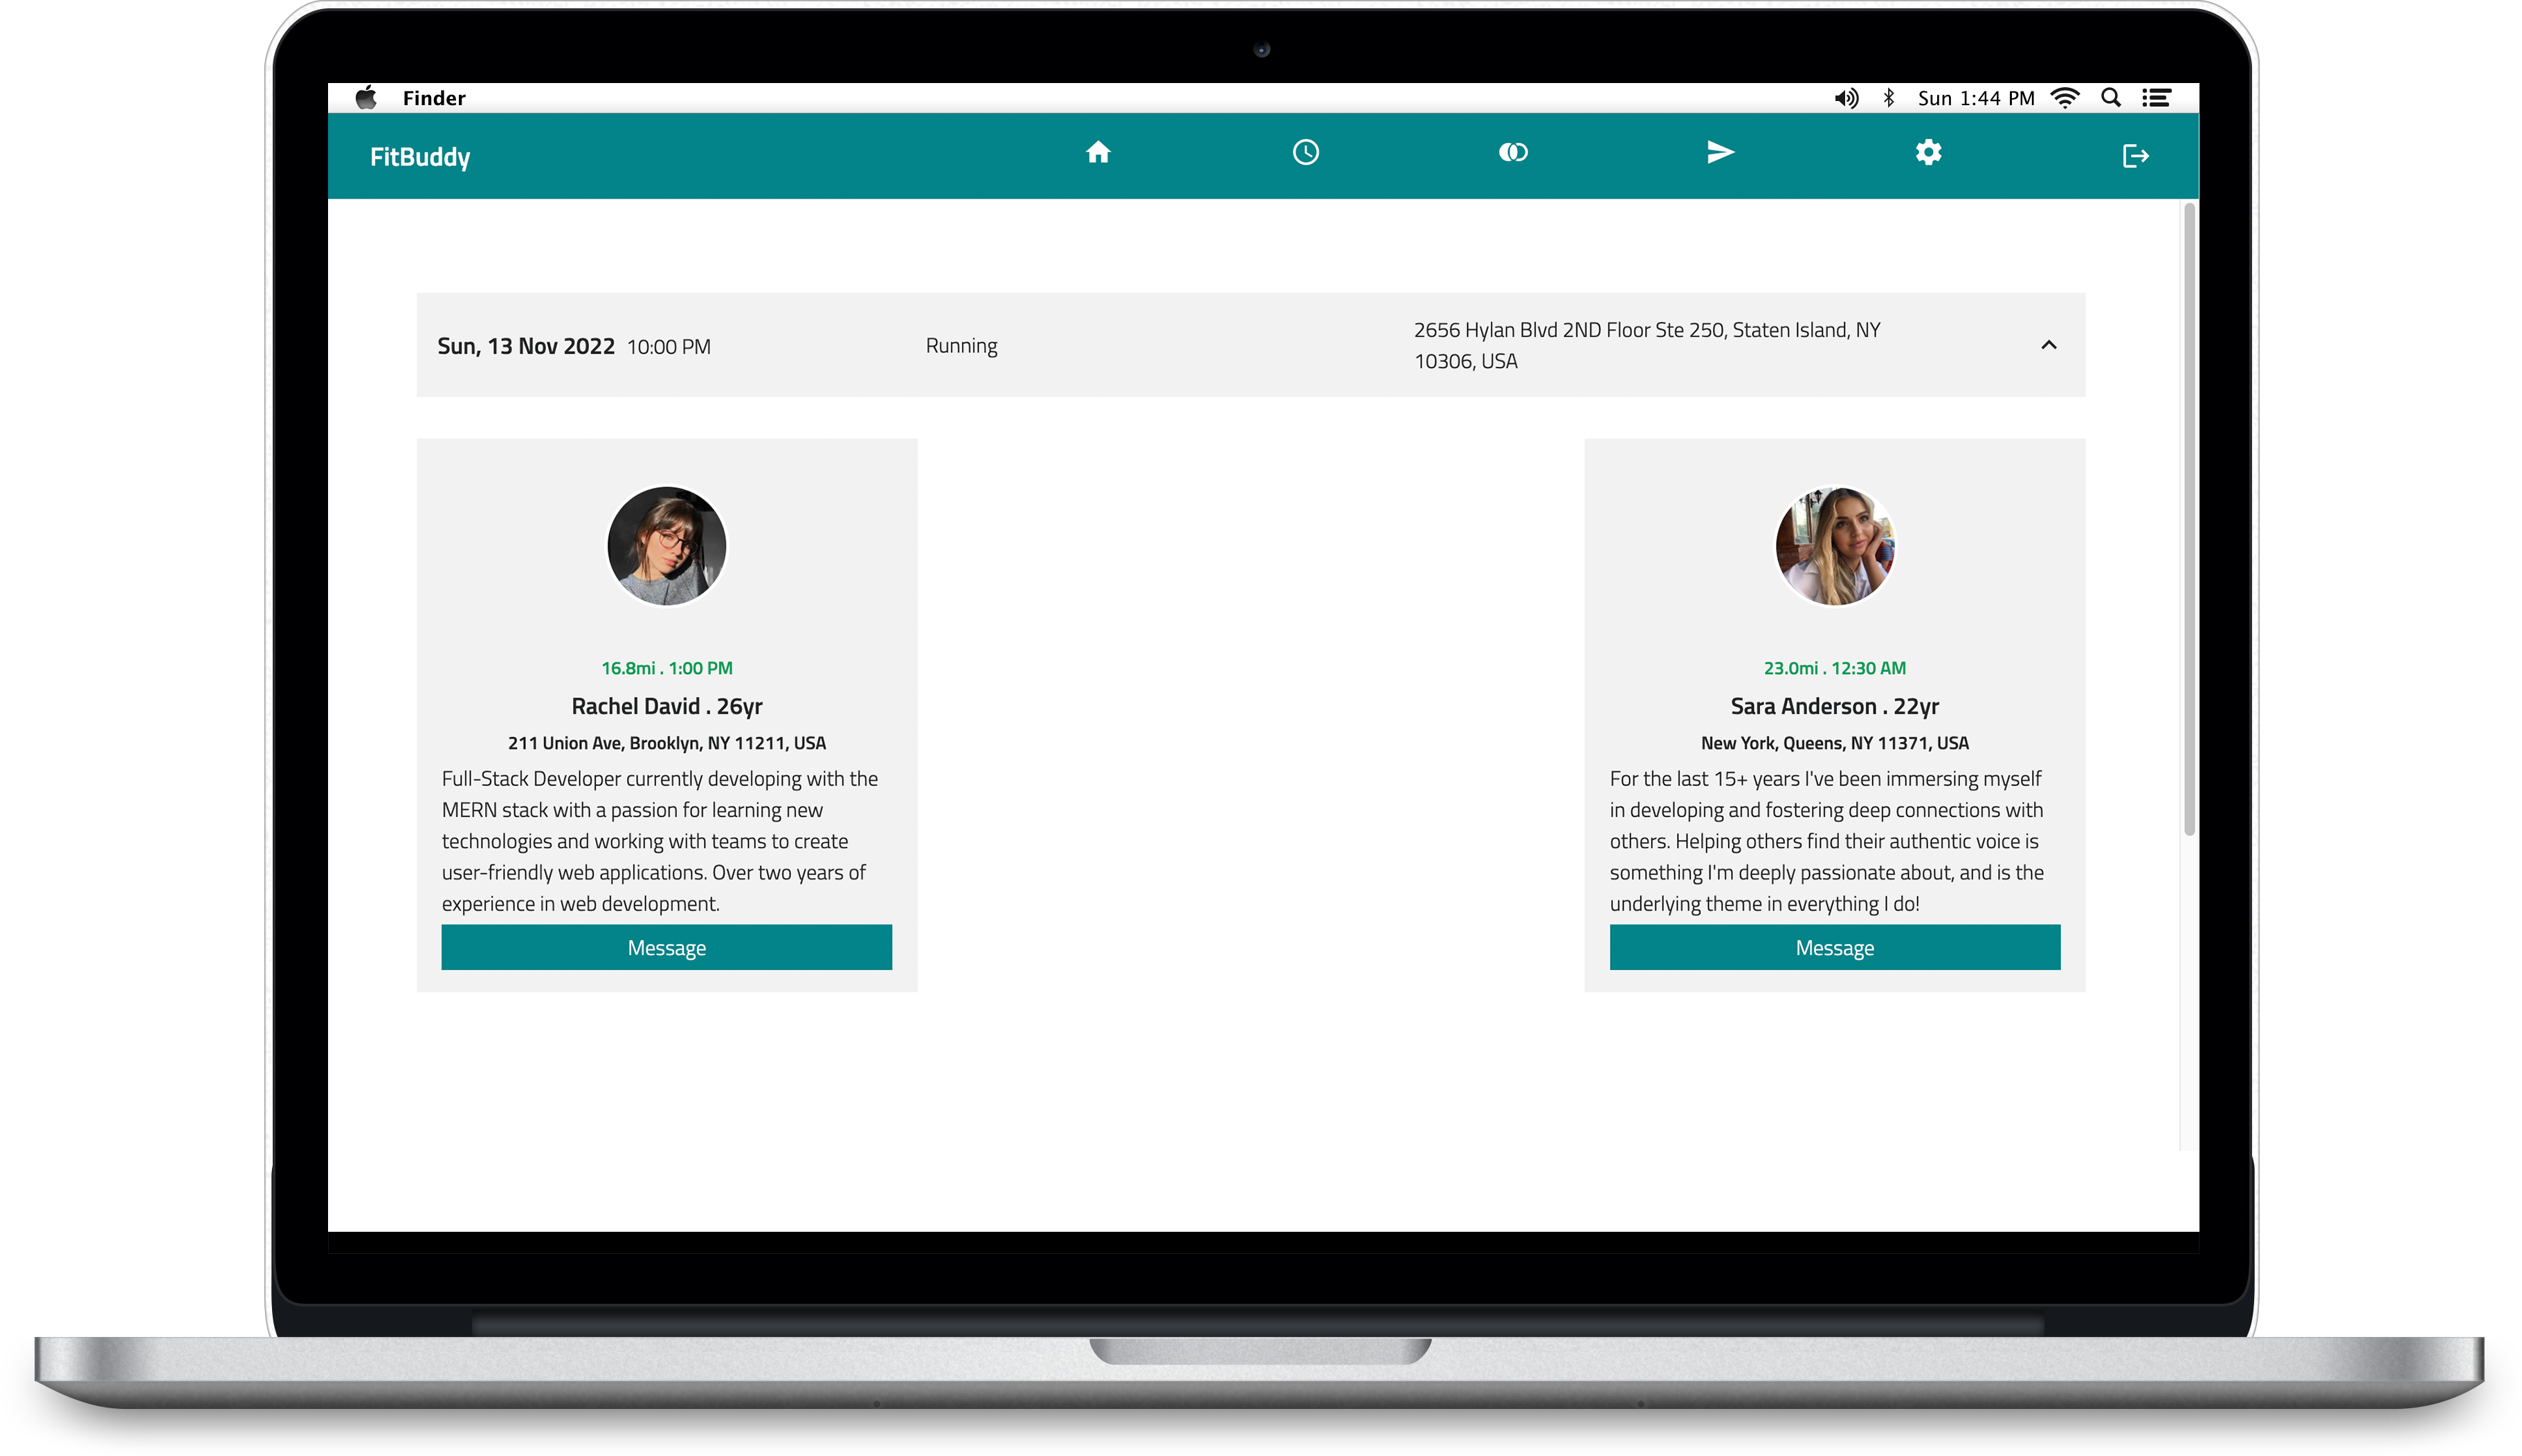 Finder
Sun 1:44 PM
FitBuddy
Sun, 13 Nov 2022 10:00 PM
Running
2656 Hylan Blvd 2ND Floor Ste 250, Staten Island, NY
10306, USA
16.8mi . 1:00 PM
Rachel David . 26yr
211 Union Ave, Brooklyn, NY 11211, USA
Full-Stack Developer currently developing with the
MERN stack with a passion for learning new
technologies and working with teams to create
user-friendly web applications. Over two years of
experience in web development.
Message
23.0mi . 12:30 AM
Sara Anderson . 22yr
New York, Queens, NY 11371, USA
For the last 15+ years I've been immersing myself
in developing and fostering deep connections with
others. Helping others find their authentic voice is
something I'm deeply passionate about, and is the
underlying theme in everything I do!
Message